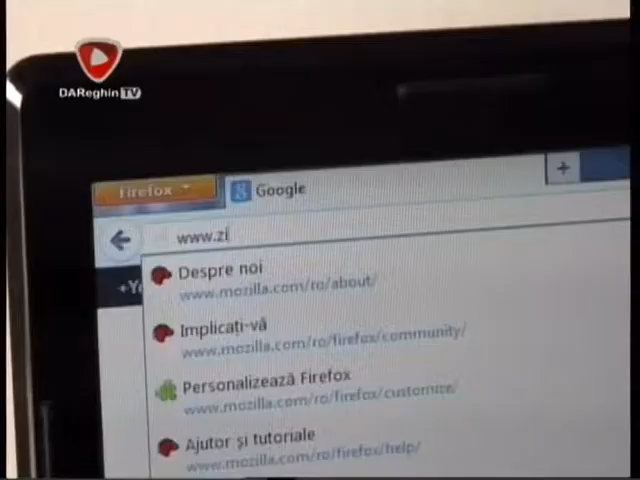 DAReghin TV
Firefox
Google
+
www.zi
+Yo
Despre noi
www.mozilla.com/ro/about/
Implicați-vă
www.mozilla.com/ro/firefox/community/
Personalizează Firefox
www.mozilla.com/ro/firefox/customize/
Ajutor și tutoriale
www.mozilla.com/ro/firefox/help/